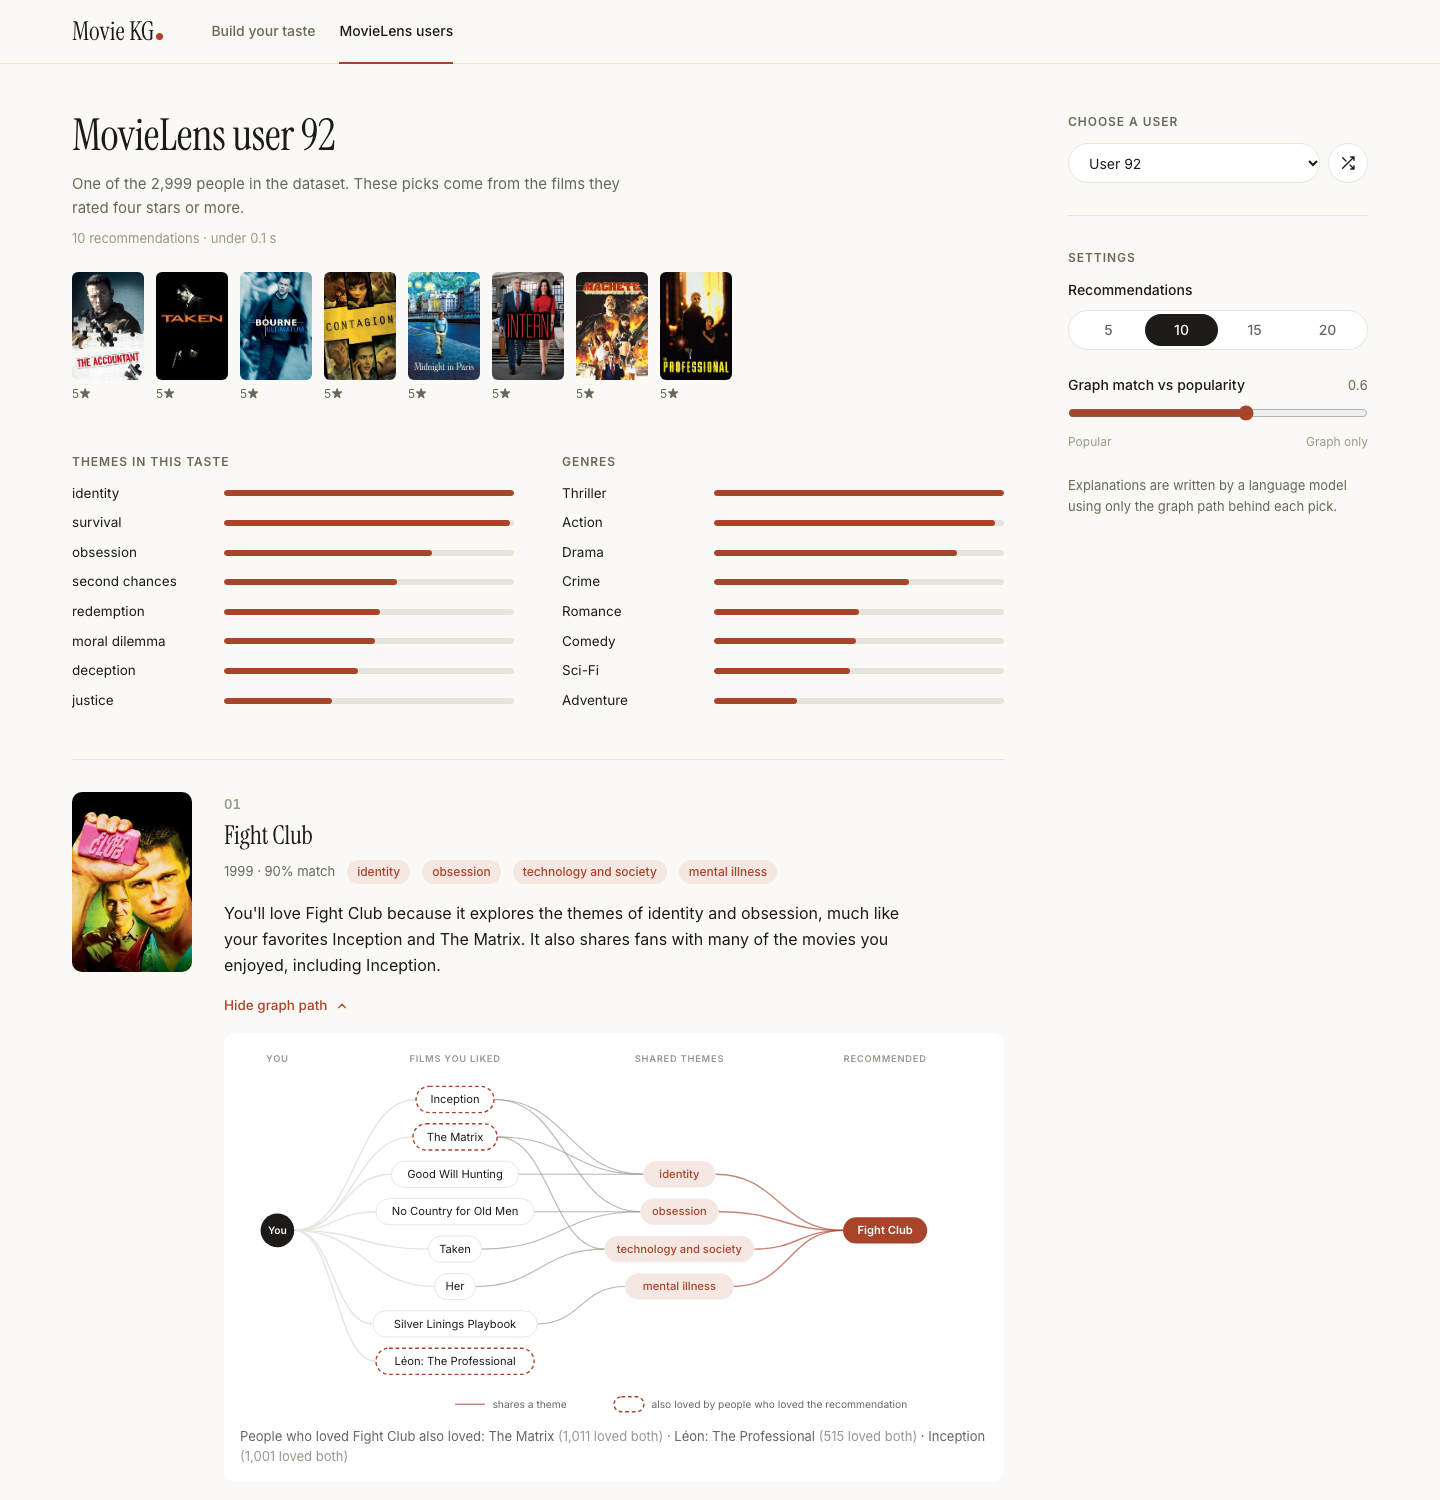 Movie KG
Build your taste
MovieLens users
MovieLens user 92
One of the 2,999 people in the dataset. These picks come from the films they
rated four stars or more.
10 recommendations · under 0.1 s
THE ACCOUNTANT
TAKEN
BOURNE
ULTIMATUM
CONTAGION
Midnight in Paris
INTERN
MACHETE
PROFESSIONAL
5★
5★
5★
5★
5★
5★
5★
5★
CHOOSE A USER
User 92
SETTINGS
Recommendations
5
10
15
20
Graph match vs popularity
0.6
Popular
Graph only
Explanations are written by a language model
using only the graph path behind each pick.
THEMES IN THIS TASTE
identity
survival
obsession
second chances
redemption
moral dilemma
deception
justice
GENRES
Thriller
Action
Drama
Crime
Romance
Comedy
Sci-Fi
Adventure
FIGHT
CLUB
01
Fight Club
1999 · 90% match
identity
obsession
technology and society
mental illness
You'll love Fight Club because it explores the themes of identity and obsession, much like
your favorites Inception and The Matrix. It also shares fans with many of the movies you
enjoyed, including Inception.
Hide graph path
YOU
FILMS YOU LIKED
SHARED THEMES
RECOMMENDED
You
Inception
The Matrix
Good Will Hunting
No Country for Old Men
Taken
Her
Silver Linings Playbook
Léon: The Professional
identity
obsession
technology and society
mental illness
Fight Club
shares a theme
also loved by people who loved the recommendation
People who loved Fight Club also loved: The Matrix (1,011 loved both) · Léon: The Professional (515 loved both) · Inception
(1,001 loved both)